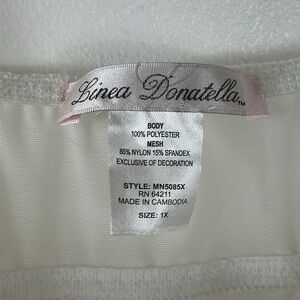 Linea Donatella™
BODY
100% POLYESTER
MESH
85% NYLON 15% SPANDEX
EXCLUSIVE OF DECORATION
STYLE: MN5085X
RN 64211
MADE IN CAMBODIA
SIZE: 1X